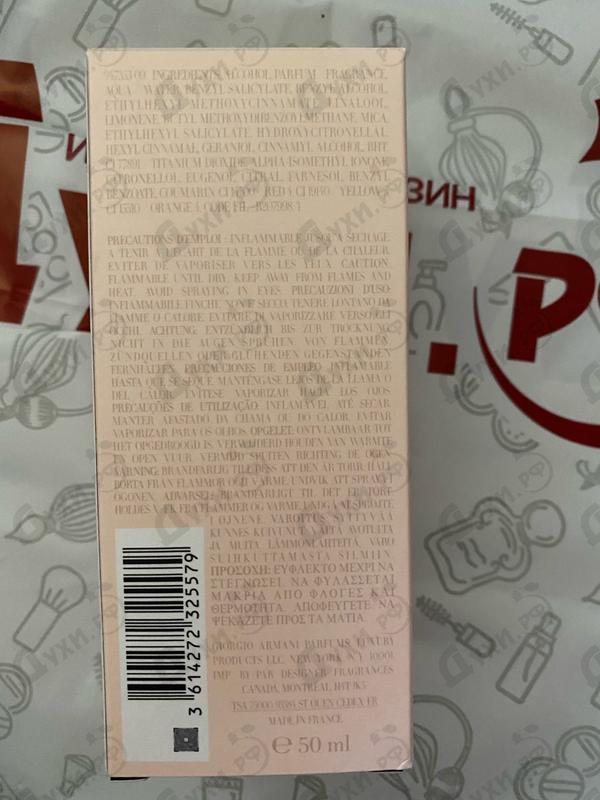 INGREDIENTS: ALCOHOL, PARFUM / FRAGRANCE,
AQUA / WATER, BENZYL SALICYLATE, BENZYL ALCOHOL,
ETHYLHEXYL METHOXYCINNAMATE, LINALOOL,
LIMONENE, BUTYL METHOXYDIBENZOYLMETHANE, MICA,
ETHYLHEXYL SALICYLATE, HYDROXYCITRONELLAL,
HEXYL CINNAMAL, GERANIOL, CINNAMYL ALCOHOL, BHT,
CI 77891 / TITANIUM DIOXIDE, ALPHA-ISOMETHYL IONONE,
CITRONELLOL, EUGENOL, CITRAL, FARNESOL, BENZYL
BENZOATE, COUMARIN, RED 4, CI 19140 / YELLOW
CI 15510 / ORANGE 4. CODE F.I.L.
PRÉCAUTIONS D'EMPLOI : INFLAMMABLE JUSQU'À SÉCHAGE
À TENIR À L'ÉCART DE LA FLAMME OU DE LA CHALEUR.
ÉVITER DE VAPORISER VERS LES YEUX. CAUTION:
FLAMMABLE UNTIL DRY. KEEP AWAY FROM FLAMES AND
HEAT. AVOID SPRAYING IN EYES. PRECAUZIONI D'USO:
INFIAMMABILE FINCHÉ NON È SECCO. TENERE LONTANO DA
FIAMME O CALORE. EVITARE DI VAPORIZZARE VERSO GLI
OCCHI. ACHTUNG: ENTZÜNDLICH BIS ZUR TROCKNUNG.
NICHT IN DIE AUGEN SPRÜHEN. VON FLAMMEN,
ZÜNDQUELLEN ODER GLÜHENDEN GEGENSTÄNDEN
FERNHALTEN. PRECAUCIONES DE EMPLEO: INFLAMABLE
HASTA QUE SE SEQUE. MANTÉNGASE LEJOS DE LA LLAMA O
DEL CALOR. EVÍTESE VAPORIZAR HACIA LOS OJOS.
PRECAUÇÕES DE UTILIZAÇÃO: INFLAMÁVEL ATÉ SECAR.
MANTER AFASTADO DA CHAMA OU DO CALOR. EVITAR
VAPORIZAR PARA OS OLHOS. OPGELET: ONTVLAMBAAR TOT
HET OPGEDROOGD IS. VERWIJDERD HOUDEN VAN WARMTE
EN OPEN VUUR. VERMIJD SPUITEN RICHTING DE OGEN.
VARNING: BRANDFARLIG TILL DESS ATT DEN ÄR TORR. HÅLL
BORTA FRÅN FLAMMOR OCH VÄRME. UNDVIK ATT SPRAYA I
ÖGONEN. ADVARSEL: BRANDFARLIGT TIL DET ER TØRT.
HOLDES VÆK FRA FLAMMER OG VARME. UNDGÅ AT SPRAYE
I ØJNENE. VAROITUS: SYTTYVÄÄ
KUNNES KUIVUNUT. VÄLTÄ AVOTULTA
JA MUITA LÄMMÖNLÄHTEITÄ. VARO
SUIHKUTTAMASTA SILMIIN.
ΠΡΟΣΟΧΗ: ΕΥΦΛΕΚΤΟ ΜΕΧΡΙ ΝΑ
ΣΤΕΓΝΩΣΕΙ. ΝΑ ΦΥΛΑΣΣΕΤΑΙ
ΜΑΚΡΙΑ ΑΠΟ ΦΛΟΓΕΣ ΚΑΙ
ΘΕΡΜΟΤΗΤΑ. ΑΠΟΦΕΥΓΕΤΕ ΝΑ
ΨΕΚΑΖΕΤΕ ΠΡΟΣ ΤΑ ΜΑΤΙΑ.
GIORGIO ARMANI PARFUMS, LUXURY
PRODUCTS LLC, NEW YORK, N.Y. 10001.
IMP. BY/PAR DESIGNER FRAGRANCES
CANADA, MONTRÉAL, H4T 1K5
TSA 75000 93584 ST OUEN CEDEX FR
MADE IN FRANCE
℮ 50 ml
3 614272 325579
ЗИН
ДУХИ.РФ